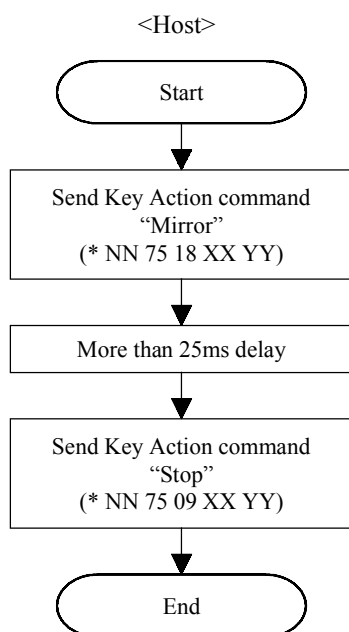 <Host>
Start
Send Key Action command
“Mirror”
(* NN 75 18 XX YY)
More than 25ms delay
Send Key Action command
“Stop”
(* NN 75 09 XX YY)
End